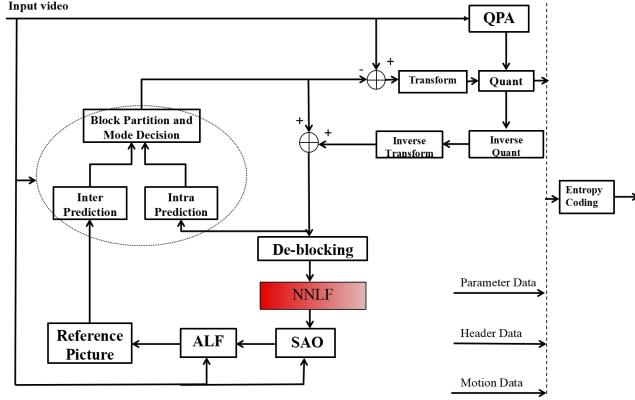 Input video
QPA
-
+
Transform
Quant
Block Partition and
Mode Decision
+
+
Inverse
Transform
Inverse
Quant
Inter
Prediction
Intra
Prediction
Entropy
Coding
De-blocking
NNLF
Parameter Data
Reference
Picture
ALF
SAO
Header Data
Motion Data